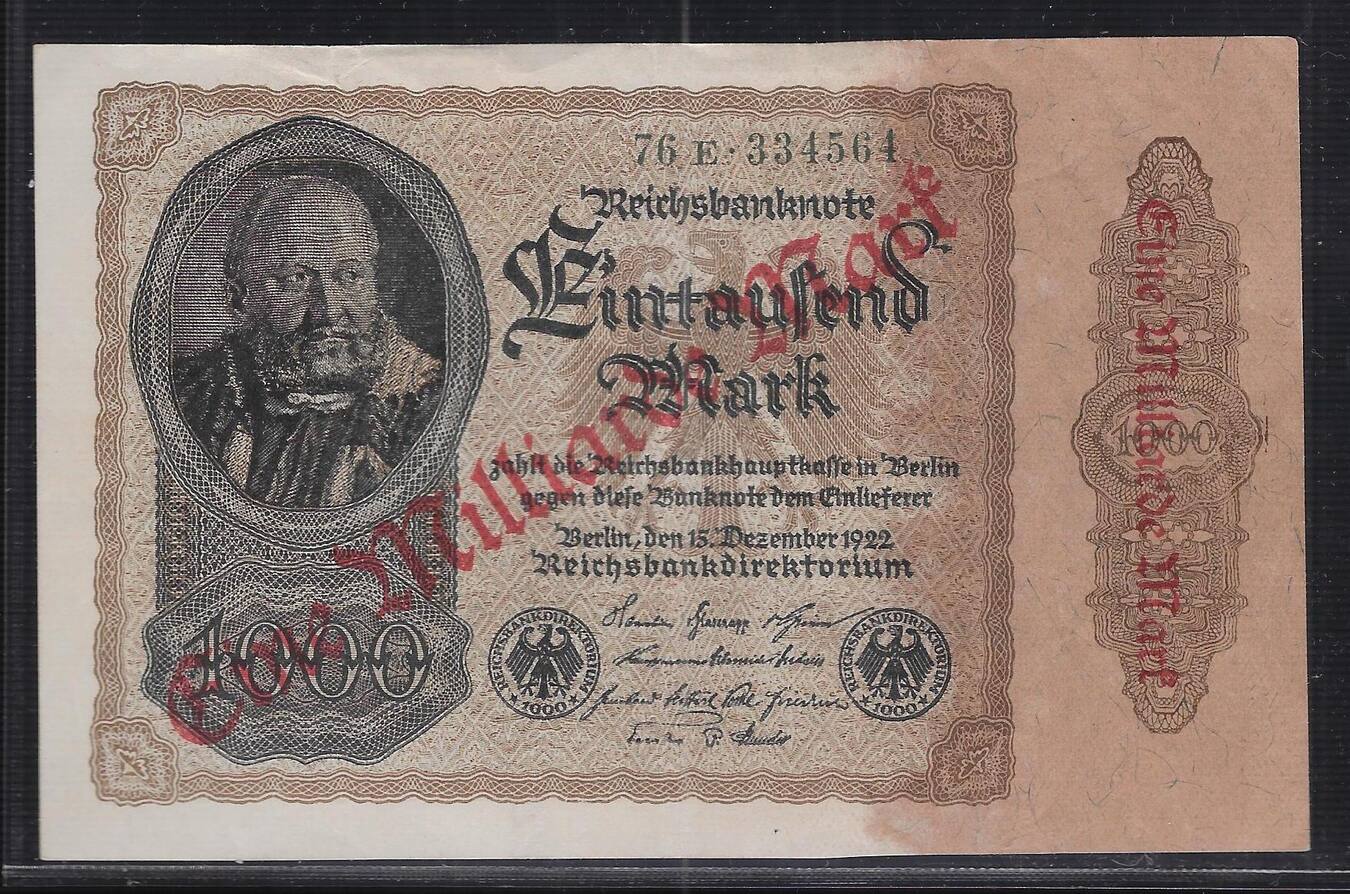 76 E·334564
Reichsbanknote
Eintausend
Mark
zahlt die Reichsbankhauptkasse in Berlin
gegen diese Banknote dem Einlieferer
Berlin, den 15. Dezember 1922
Reichsbankdirektorium
1000
Eine Milliarde Mark
REICHSBANKDIREKTORIUM
1000
REICHSBANKDIREKTORIUM
1000
Eine Milliarde Mark
1000